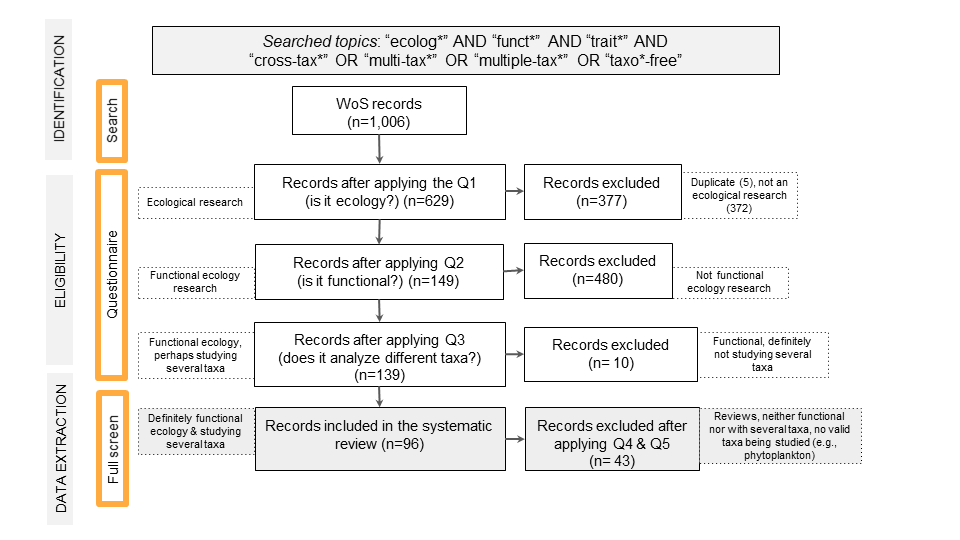 IDENTIFICATION
Searched topics: “ecolog*” AND “funct*” AND “trait*” AND
“cross-tax*” OR “multi-tax*” OR “multiple-tax*” OR “taxo*-free”
Search
WoS records
(n=1,006)
ELIGIBILITY
Questionnaire
Ecological research
Records after applying the Q1
(is it ecology?) (n=629)
Records excluded
(n=377)
Duplicate (5), not an
ecological research
(372)
Functional ecology
research
Records after applying Q2
(is it functional?) (n=149)
Records excluded
(n=480)
Not functional
ecology research
Functional ecology,
perhaps studying
several taxa
Records after applying Q3
(does it analyze different taxa?)
(n=139)
Records excluded
(n= 10)
Functional, definitely
not studying several
taxa
DATA EXTRACTION
Full screen
Definitely functional
ecology & studying
several taxa
Records included in the systematic
review (n=96)
Records excluded after
applying Q4 & Q5
(n= 43)
Reviews, neither functional
nor with several taxa, no valid
taxa being studied (e.g.,
phytoplankton)